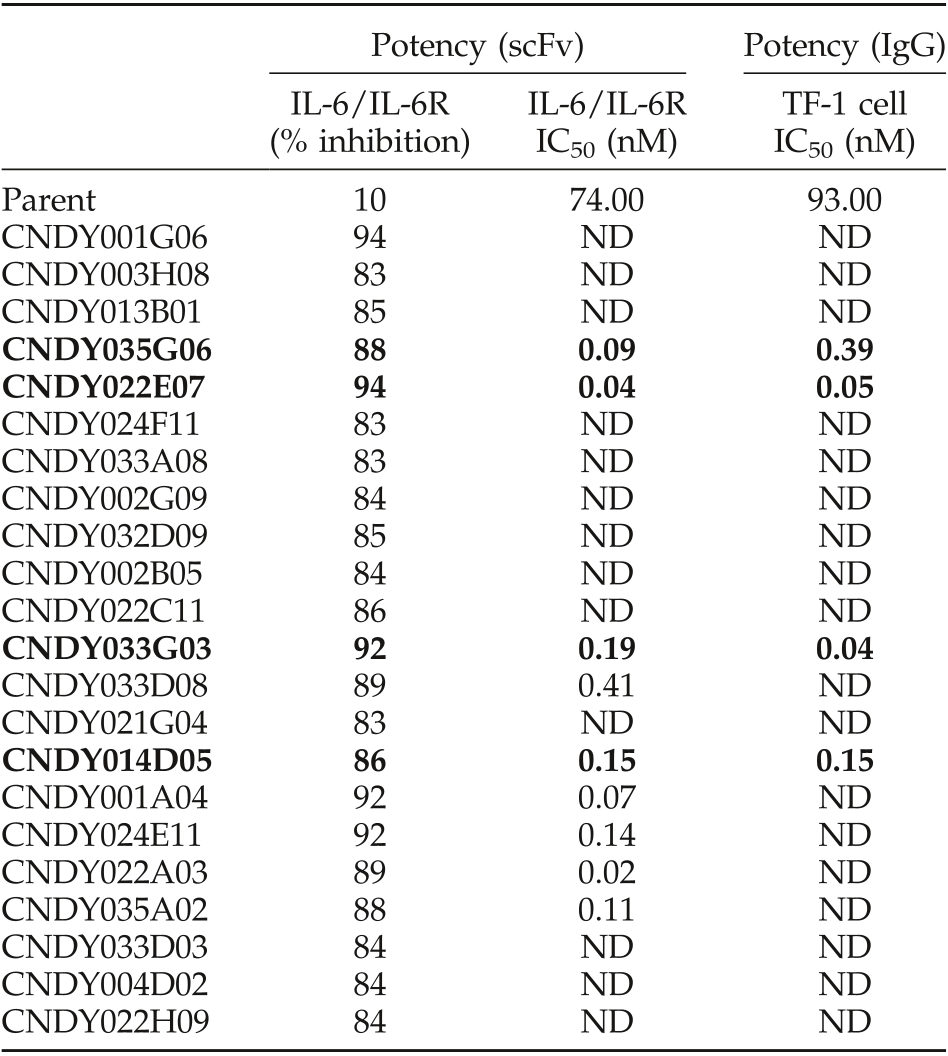 Potency (scFv) Potency (IgG)
IL-6/IL-6R IL-6/IL-6R TF-1 cell
(% inhibition) IC50 (nM) IC50 (nM)
Parent 10 74.00 93.00
CNDY001G06 94 ND ND
CNDY003H08 83 ND ND
CNDY013B01 85 ND ND
CNDY035G06 88 0.09 0.39
CNDY022E07 94 0.04 0.05
CNDY024F11 83 ND ND
CNDY033A08 83 ND ND
CNDY002G09 84 ND ND
CNDY032D09 85 ND ND
CNDY002B05 84 ND ND
CNDY022C11 86 ND ND
CNDY033G03 92 0.19 0.04
CNDY033D08 89 0.41 ND
CNDY021G04 83 ND ND
CNDY014D05 86 0.15 0.15
CNDY001A04 92 0.07 ND
CNDY024E11 92 0.14 ND
CNDY022A03 89 0.02 ND
CNDY035A02 88 0.11 ND
CNDY033D03 84 ND ND
CNDY004D02 84 ND ND
CNDY022H09 84 ND ND